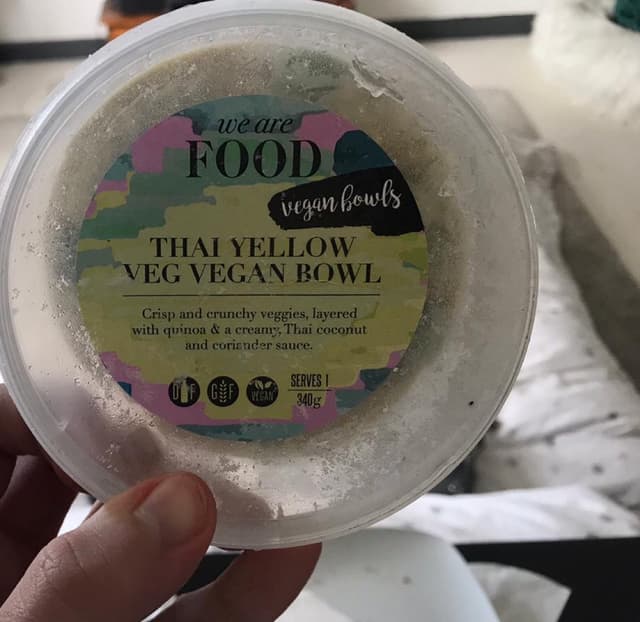 we are
FOOD
vegan bowls
THAI YELLOW
VEG VEGAN BOWL
Crisp and crunchy veggies, layered
with quinoa & a creamy, Thai coconut
and coriander sauce.
DF GF VEGAN
SERVES 1
340g